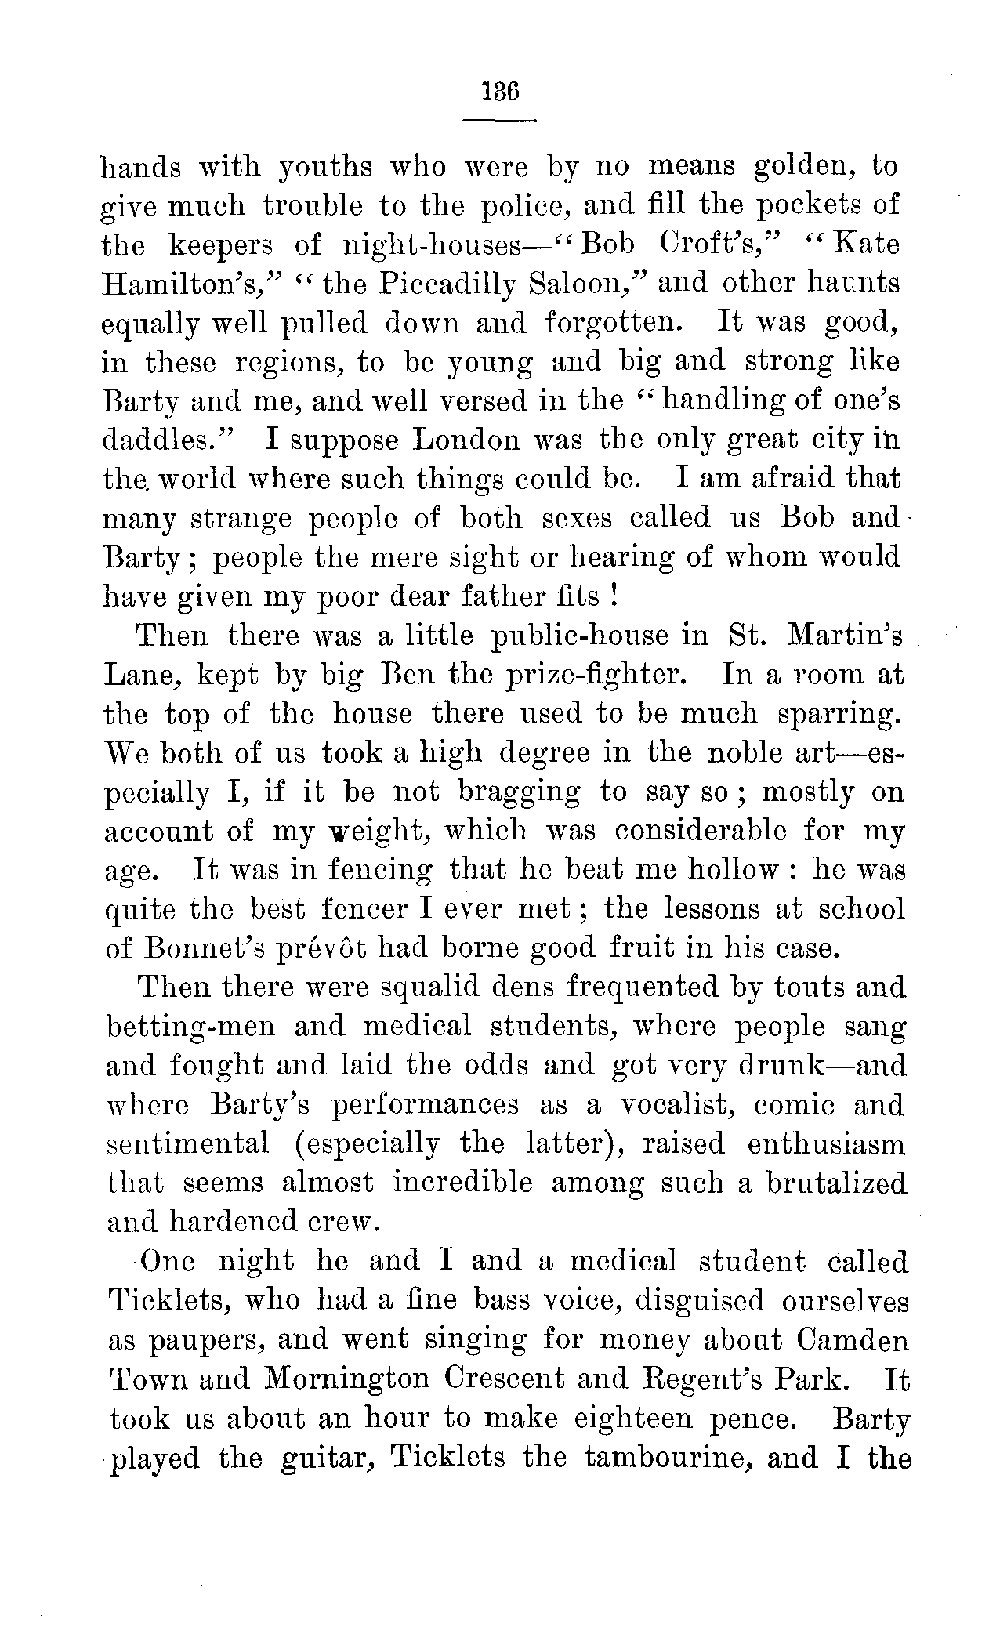 186
hands with youths who were by no means golden, to
give much trouble to the police, and fill the pockets of
the keepers of night-houses—“Bob Croft’s,” “Kate
Hamilton’s,” “the Piccadilly Saloon,” and other haunts
equally well pulled down and forgotten. It was good,
in these regions, to be young and big and strong like
Barty and me, and well versed in the “handling of one’s
daddles.” I suppose London was the only great city in
the world where such things could be. I am afraid that
many strange people of both sexes called us Bob and
Barty; people the mere sight or hearing of whom would
have given my poor dear father fits!
Then there was a little public-house in St. Martin’s
Lane, kept by big Ben the prize-fighter. In a room at
the top of the house there used to be much sparring.
We both of us took a high degree in the noble art—es-
pecially I, if it be not bragging to say so; mostly on
account of my weight, which was considerable for my
age. It was in fencing that he beat me hollow: he was
quite the best fencer I ever met; the lessons at school
of Bonnet’s prévôt had borne good fruit in his case.
Then there were squalid dens frequented by touts and
betting-men and medical students, where people sang
and fought and laid the odds and got very drunk—and
where Barty’s performances as a vocalist, comic and
sentimental (especially the latter), raised enthusiasm
that seems almost incredible among such a brutalized
and hardened crew.
One night he and I and a medical student called
Ticklets, who had a fine bass voice, disguised ourselves
as paupers, and went singing for money about Camden
Town and Mornington Crescent and Regent’s Park. It
took us about an hour to make eighteen pence. Barty
played the guitar, Ticklets the tambourine, and I the